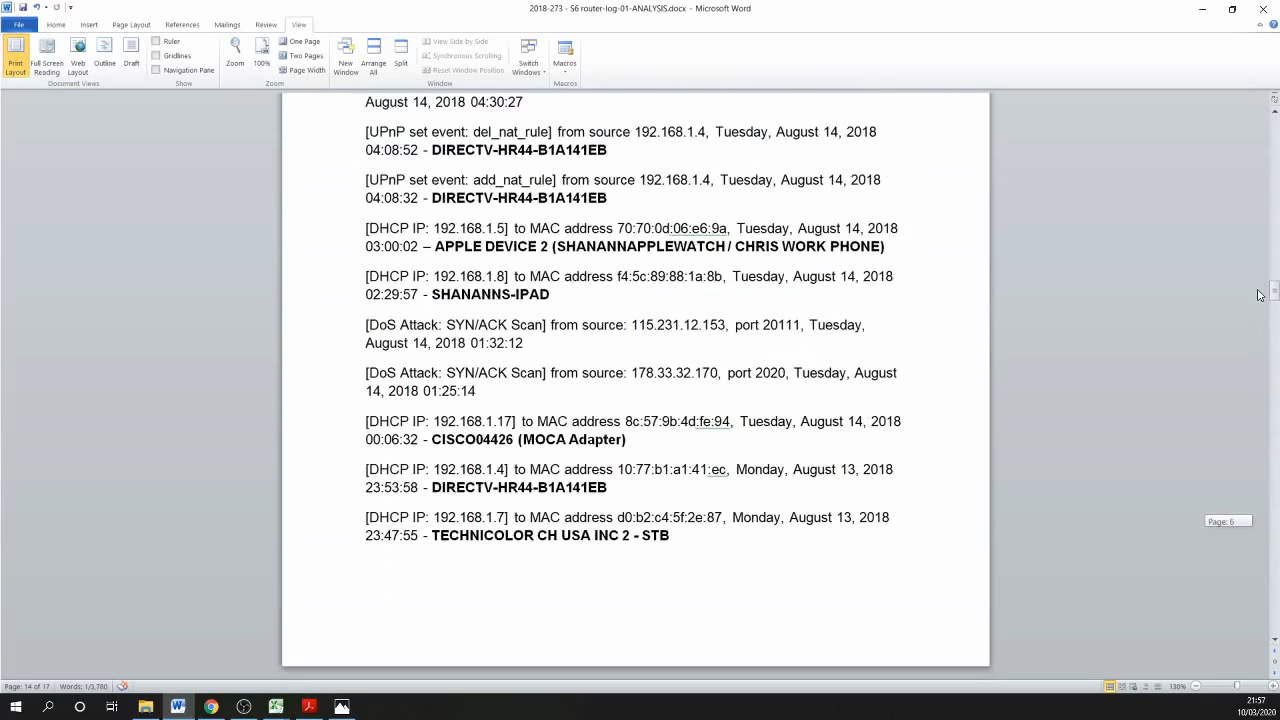 2018-273 - S6 router-log-01-ANALYSIS.docx - Microsoft Word
File Home Insert Page Layout References Mailings Review View
Print Layout
Full Screen Reading
Web Layout
Outline
Draft
Document Views
Ruler
Gridlines
Navigation Pane
Show
Zoom
100%
One Page
Two Pages
Page Width
Zoom
New Window
Arrange All
Split
View Side by Side
Synchronous Scrolling
Reset Window Position
Window
Switch Windows
Macros
Macros
August 14, 2018 04:30:27
[UPnP set event: del_nat_rule] from source 192.168.1.4, Tuesday, August 14, 2018
04:08:52 - DIRECTV-HR44-B1A141EB
[UPnP set event: add_nat_rule] from source 192.168.1.4, Tuesday, August 14, 2018
04:08:32 - DIRECTV-HR44-B1A141EB
[DHCP IP: 192.168.1.5] to MAC address 70:70:0d:06:e6:9a, Tuesday, August 14, 2018
03:00:02 – APPLE DEVICE 2 (SHANANNAPPLEWATCH / CHRIS WORK PHONE)
[DHCP IP: 192.168.1.8] to MAC address f4:5c:89:88:1a:8b, Tuesday, August 14, 2018
02:29:57 - SHANANNS-IPAD
[DoS Attack: SYN/ACK Scan] from source: 115.231.12.153, port 20111, Tuesday,
August 14, 2018 01:32:12
[DoS Attack: SYN/ACK Scan] from source: 178.33.32.170, port 2020, Tuesday, August
14, 2018 01:25:14
[DHCP IP: 192.168.1.17] to MAC address 8c:57:9b:4d:fe:94, Tuesday, August 14, 2018
00:06:32 - CISCO04426 (MOCA Adapter)
[DHCP IP: 192.168.1.4] to MAC address 10:77:b1:a1:41:ec, Monday, August 13, 2018
23:53:58 - DIRECTV-HR44-B1A141EB
[DHCP IP: 192.168.1.7] to MAC address d0:b2:c4:5f:2e:87, Monday, August 13, 2018
23:47:55 - TECHNICOLOR CH USA INC 2 - STB
Page: 6
Page: 14 of 17 Words: 1/3,780
130%
21:57
10/03/2020